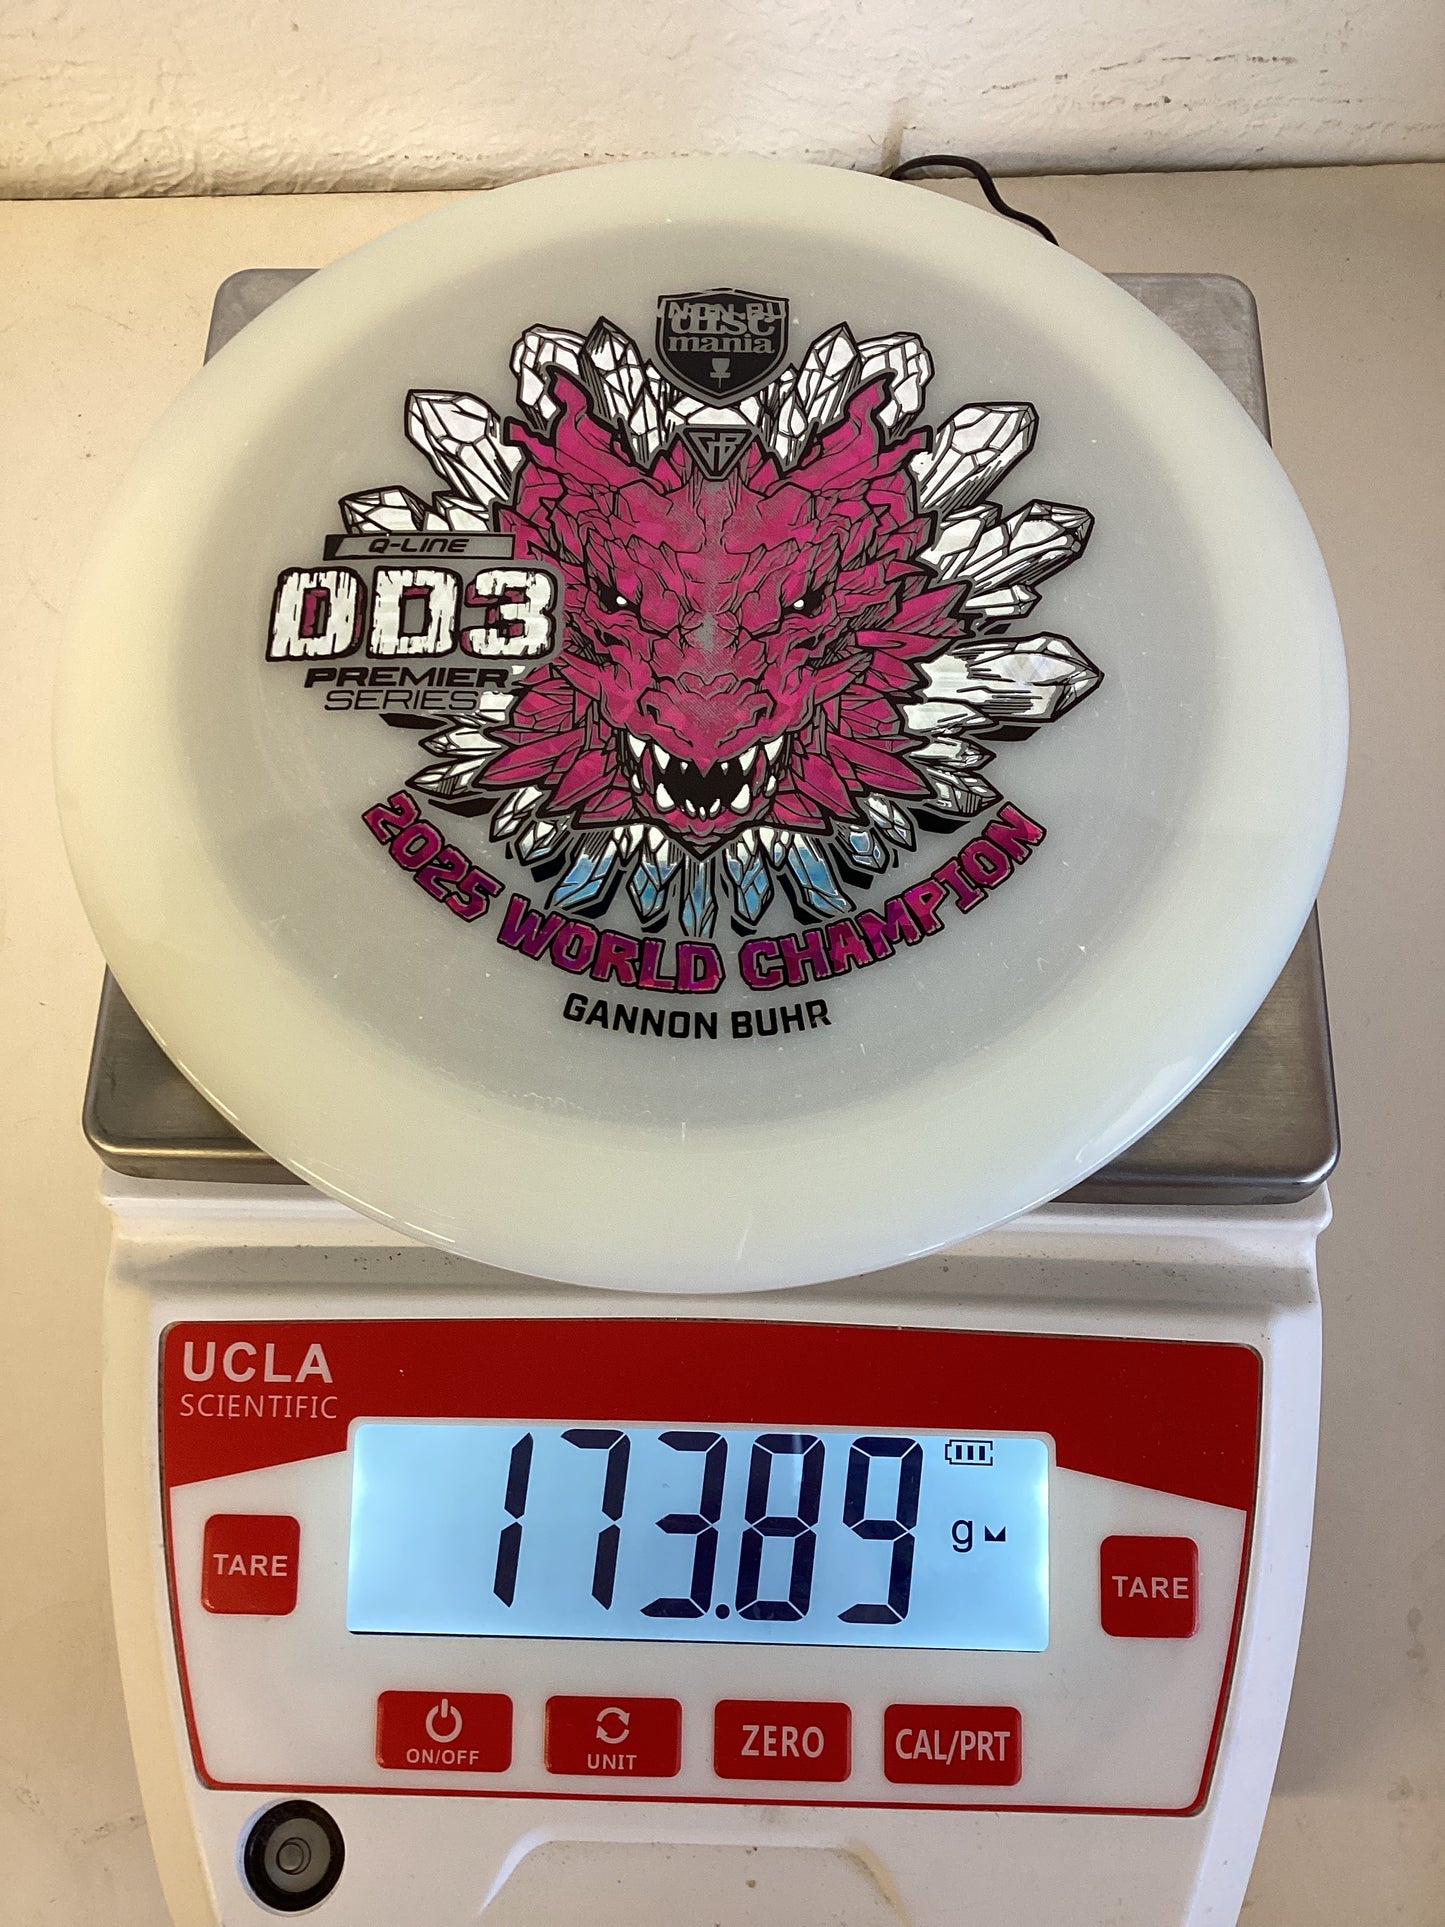 disc
mania
GB
Q-LINE
DD3
PREMIER
SERIES
2025 WORLD CHAMPION
GANNON BUHR
UCLA
SCIENTIFIC
173.89 g
TARE
TARE
ON/OFF
UNIT
ZERO
CAL/PRT